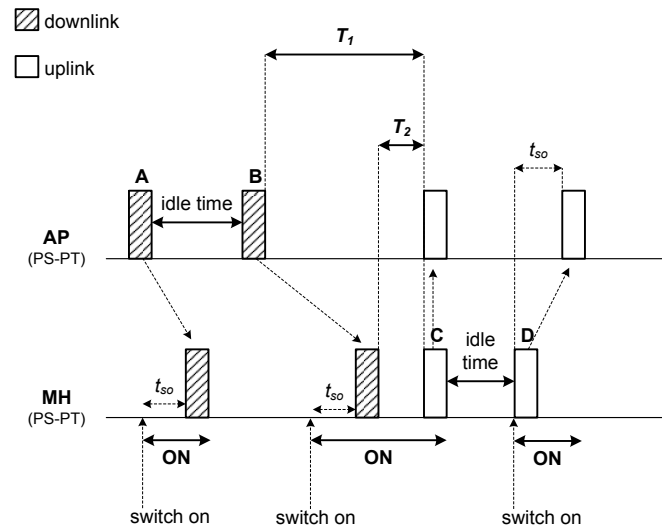 downlink
uplink
T1
T2
tso
A
B
idle time
AP
(PS-PT)
C
D
idle
time
MH
(PS-PT)
tso
tso
ON
ON
ON
switch on
switch on
switch on